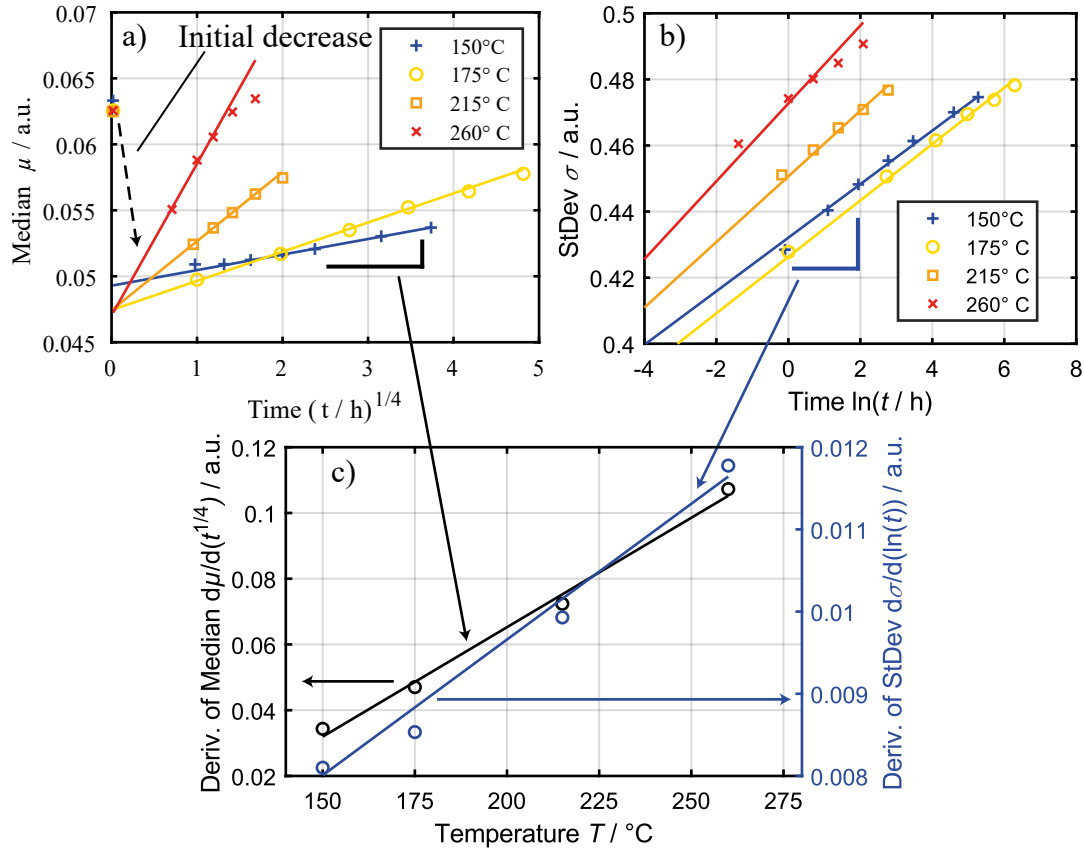 a)
Initial decrease
0.07
0.065
0.06
0.055
0.05
0.045
Median μ / a.u.
150°C
175° C
215° C
260° C
0 1 2 3 4 5
Time ( t / h) 1/4
b)
0.5
0.48
0.46
0.44
0.42
0.4
StDev σ / a.u.
150°C
175° C
215° C
260° C
-4 -2 0 2 4 6 8
Time ln(t / h)
c)
0.12
0.1
0.08
0.06
0.04
0.02
Deriv. of Median dμ/d(t1/4) / a.u.
0.012
0.011
0.01
0.009
0.008
Deriv. of StDev dσ/d(ln(t)) / a.u.
150 175 200 225 250 275
Temperature T / °C